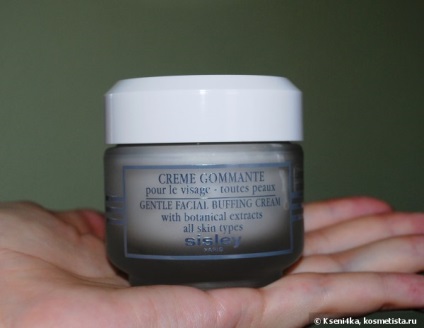 CREME GOMMANTE
pour le visage - toutes peaux
GENTLE FACIAL BUFFING CREAM
with botanical extracts
all skin types
sisley
PARIS
© Kseni4ka, kosmetista.ru